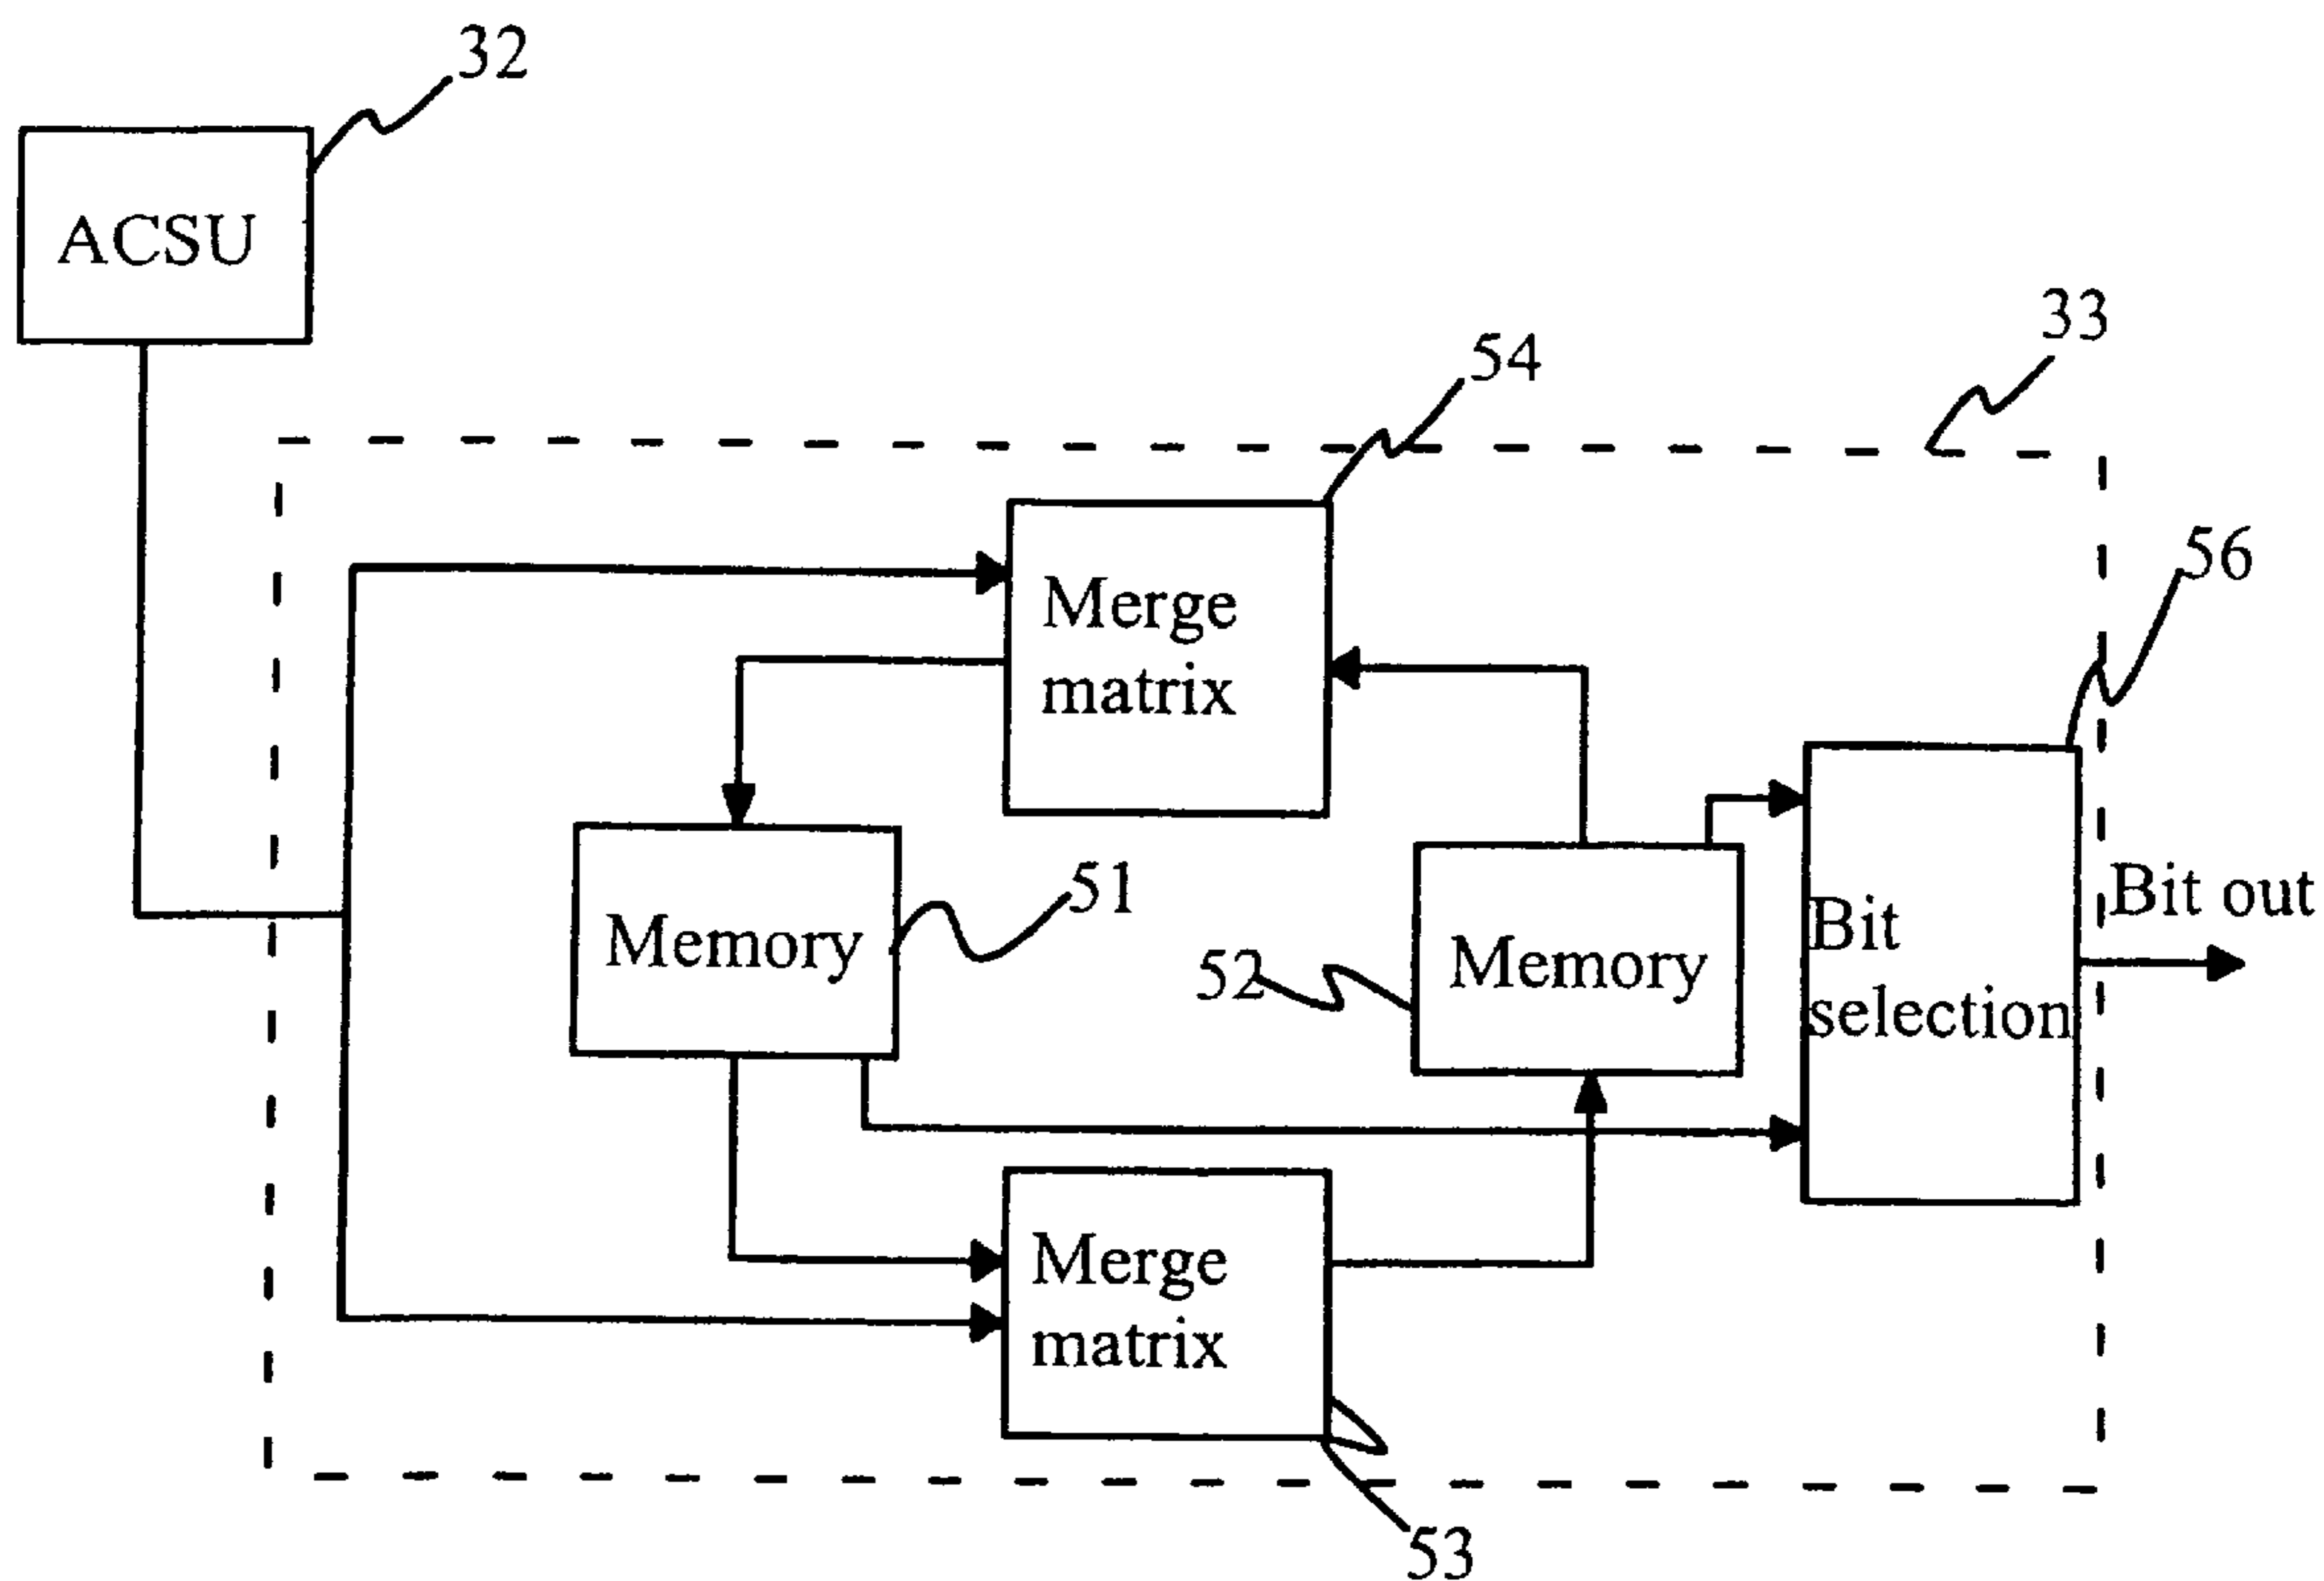 32
ACSU
33
54
Merge
matrix
56
Memory
51
52
Memory
Bit
selection
Bit out
Merge
matrix
53